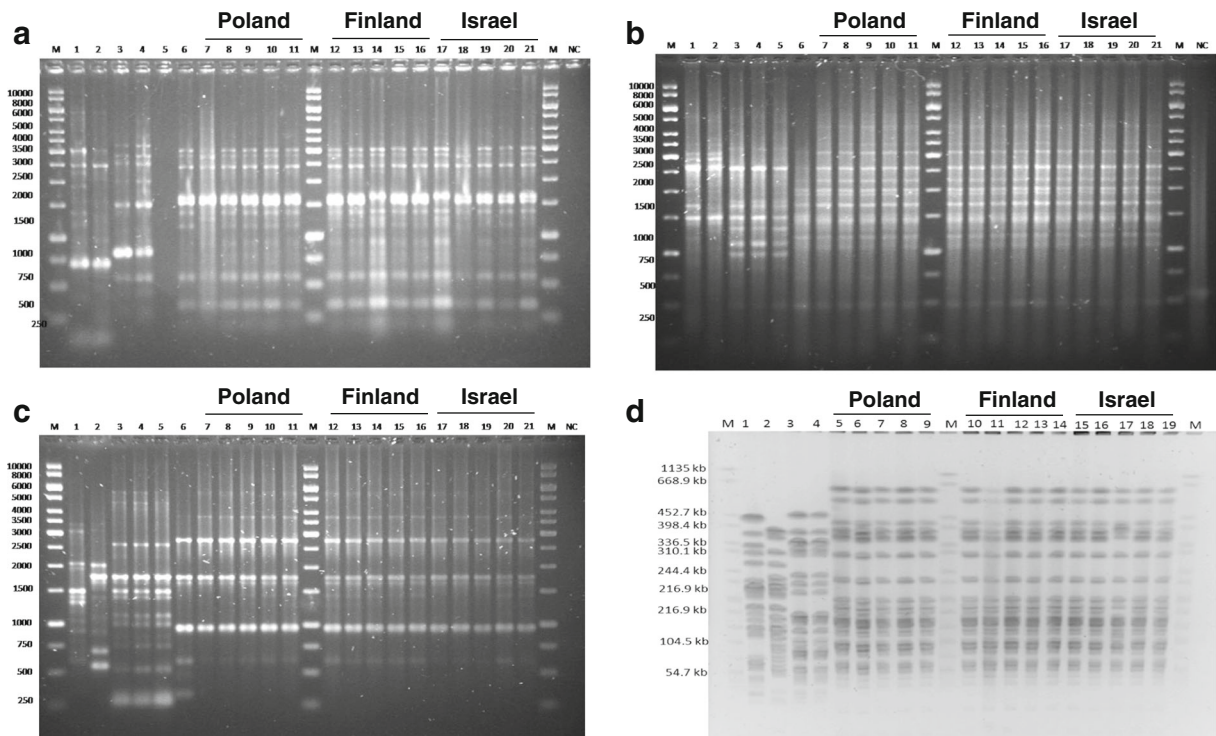 a
Poland Finland Israel
M 1 2 3 4 5 6 7 8 9 10 11 M 12 13 14 15 16 17 18 19 20 21 M NC
10000
8000
6000
5000
4000
3500
3000
2500
2000
1500
1000
750
500
250
b
Poland Finland Israel
M 1 2 3 4 5 6 7 8 9 10 11 M 12 13 14 15 16 17 18 19 20 21 M NC
10000
8000
6000
5000
4000
3500
3000
2500
2000
1500
1000
750
500
250
c
Poland Finland Israel
M 1 2 3 4 5 6 7 8 9 10 11 M 12 13 14 15 16 17 18 19 20 21 M NC
10000
8000
6000
5000
4000
3500
3000
2500
2000
1500
1000
750
500
250
d
Poland Finland Israel
M 1 2 3 4 5 6 7 8 9 M 10 11 12 13 14 15 16 17 18 19 M
1135 kb
668.9 kb
452.7 kb
398.4 kb
336.5 kb
310.1 kb
244.4 kb
216.9 kb
216.9 kb
104.5 kb
54.7 kb